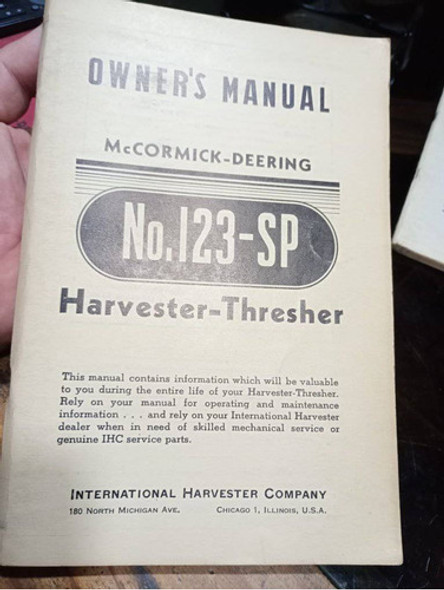 OWNER'S MANUAL
McCORMICK-DEERING
No.123-SP
Harvester-Thresher
This manual contains information which will be valuable
to you during the entire life of your Harvester-Thresher.
Rely on your manual for operating and maintenance
information . . . and rely on your International Harvester
dealer when in need of skilled mechanical service or
genuine IHC service parts.
INTERNATIONAL HARVESTER COMPANY
180 NORTH MICHIGAN AVE. CHICAGO 1, ILLINOIS, U.S.A.